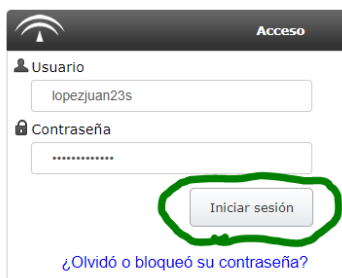 Acceso
Usuario
lopezjuan23s
Contraseña
•••••••••••••
Iniciar sesión
¿Olvidó o bloqueó su contraseña?